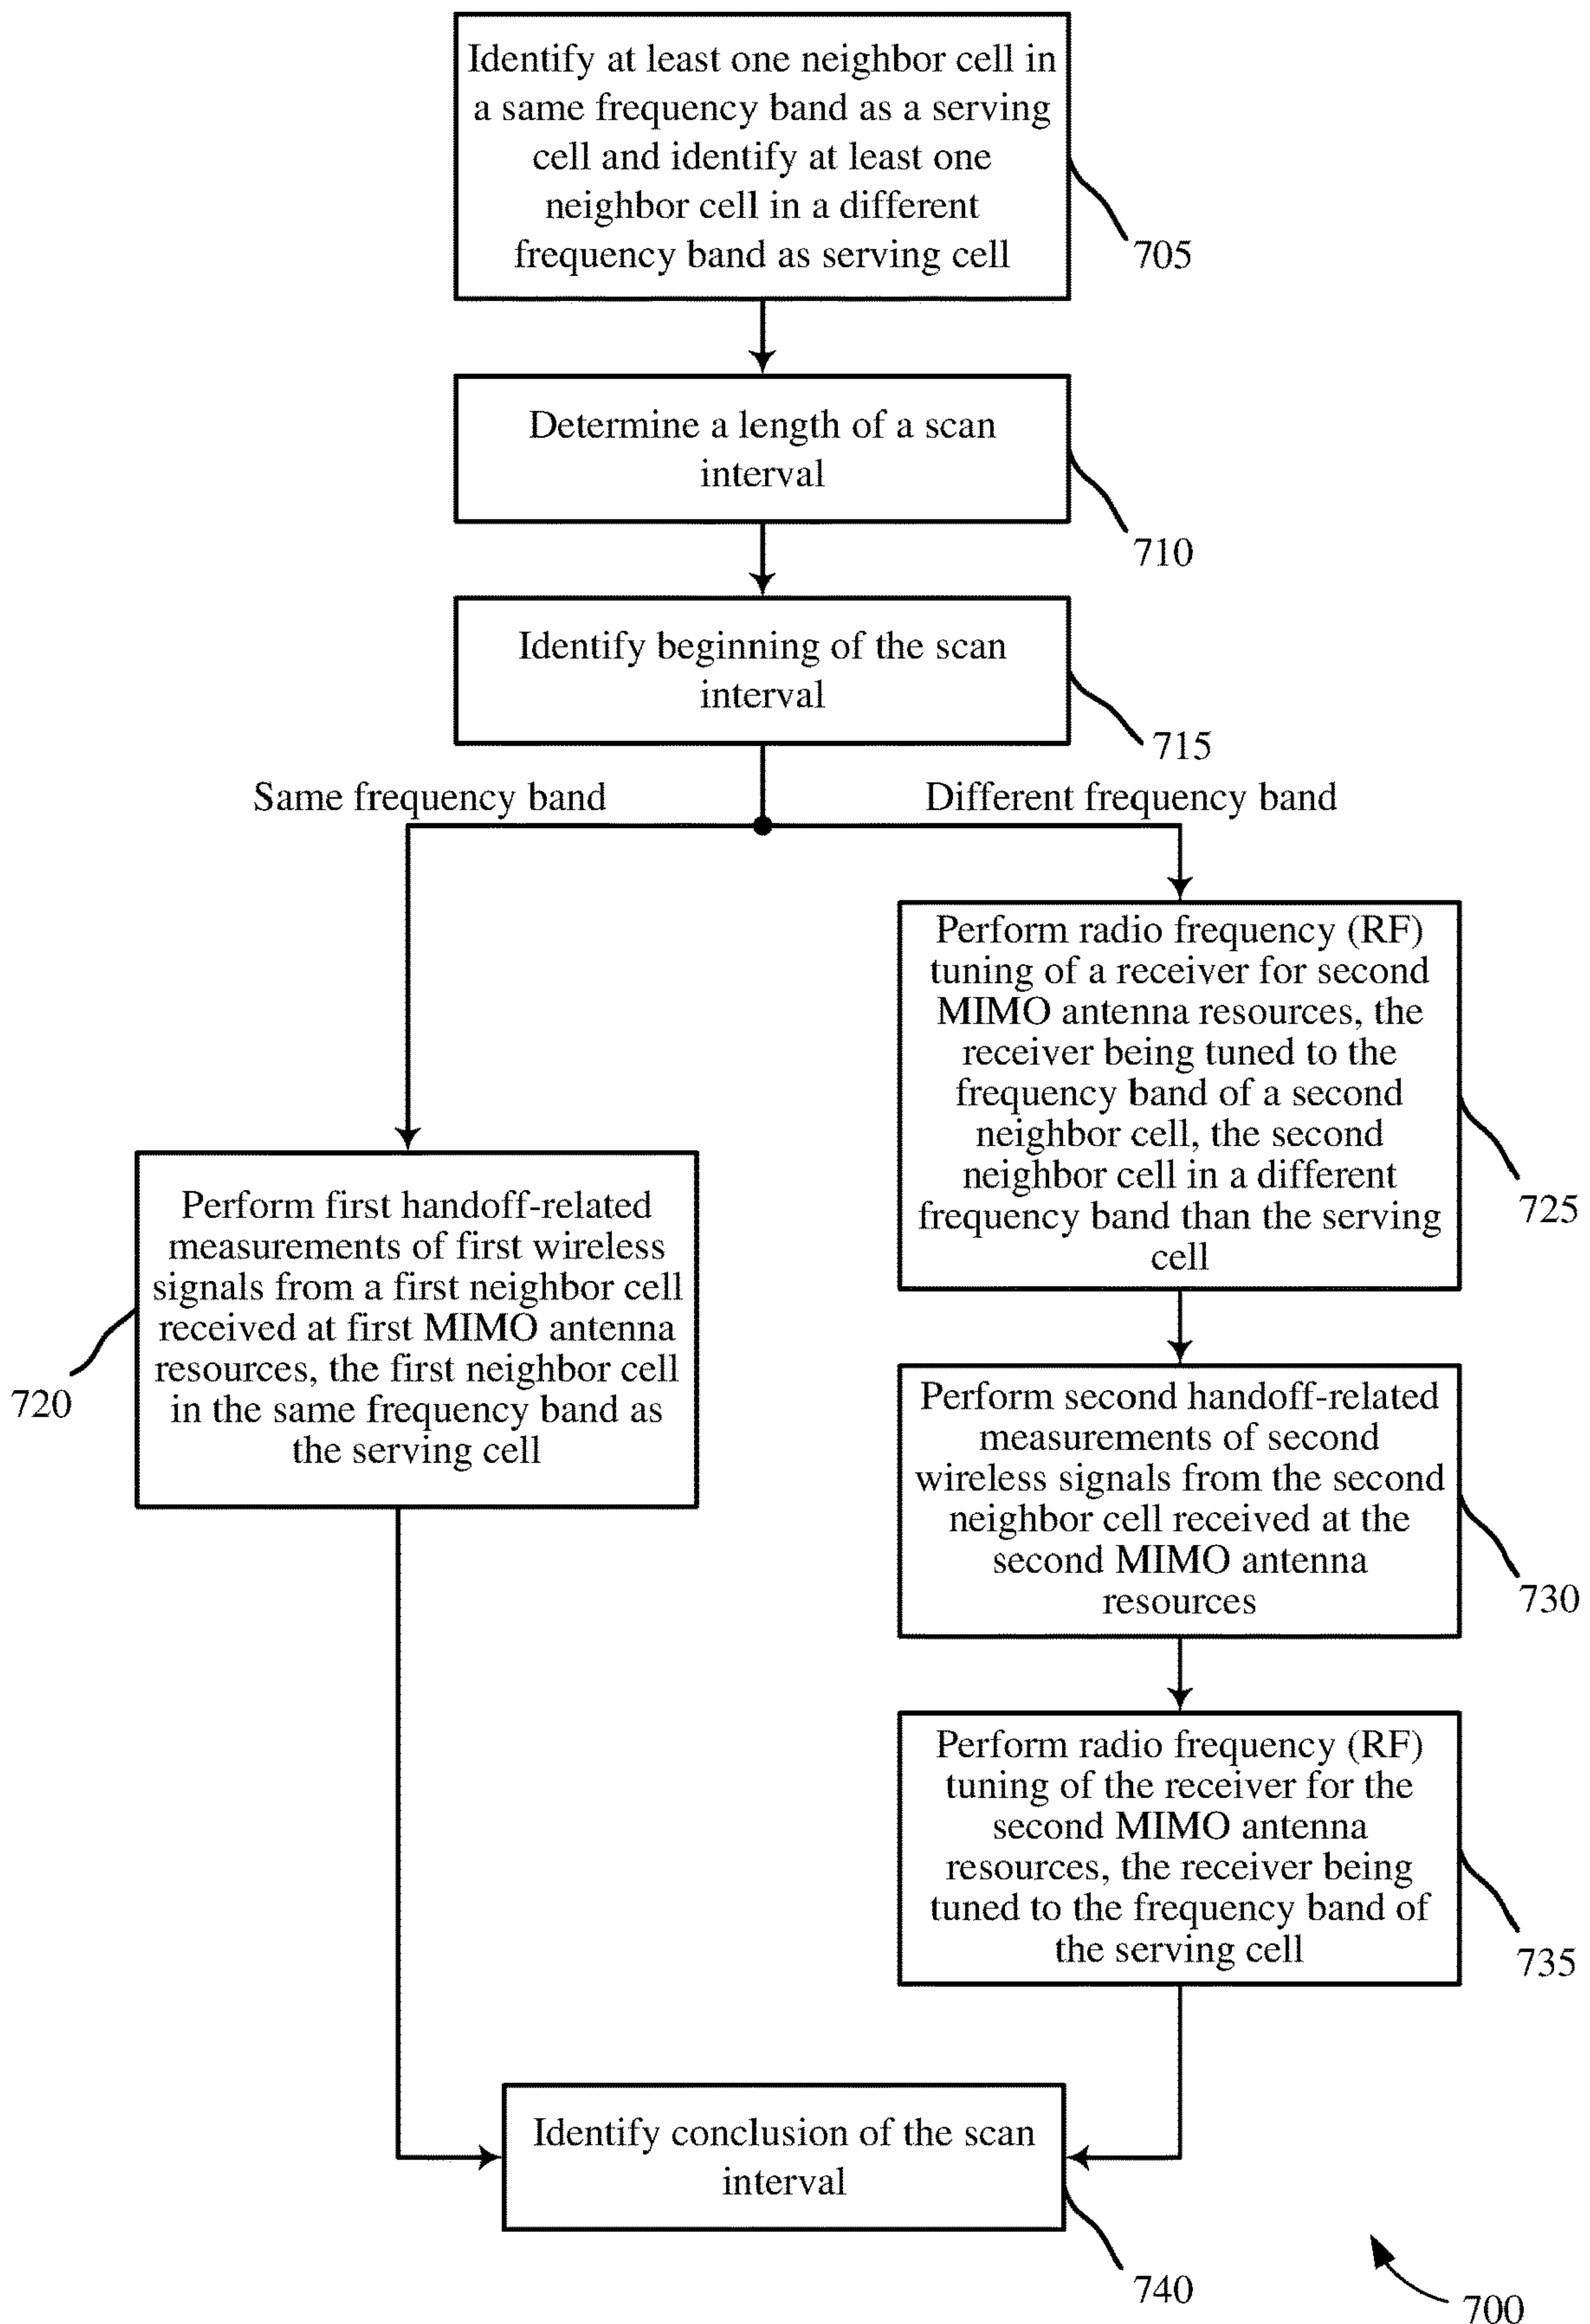 Identify at least one neighbor cell in
a same frequency band as a serving
cell and identify at least one
neighbor cell in a different
frequency band as serving cell
705
Determine a length of a scan
interval
710
Identify beginning of the scan
interval
715
Same frequency band
Different frequency band
Perform radio frequency (RF)
tuning of a receiver for second
MIMO antenna resources, the
receiver being tuned to the
frequency band of a second
neighbor cell, the second
neighbor cell in a different
frequency band than the serving
cell
725
Perform first handoff-related
measurements of first wireless
signals from a first neighbor cell
received at first MIMO antenna
resources, the first neighbor cell
in the same frequency band as
the serving cell
720
Perform second handoff-related
measurements of second
wireless signals from the second
neighbor cell received at the
second MIMO antenna
resources
730
Perform radio frequency (RF)
tuning of the receiver for the
second MIMO antenna
resources, the receiver being
tuned to the frequency band of
the serving cell
735
Identify conclusion of the scan
interval
740
700